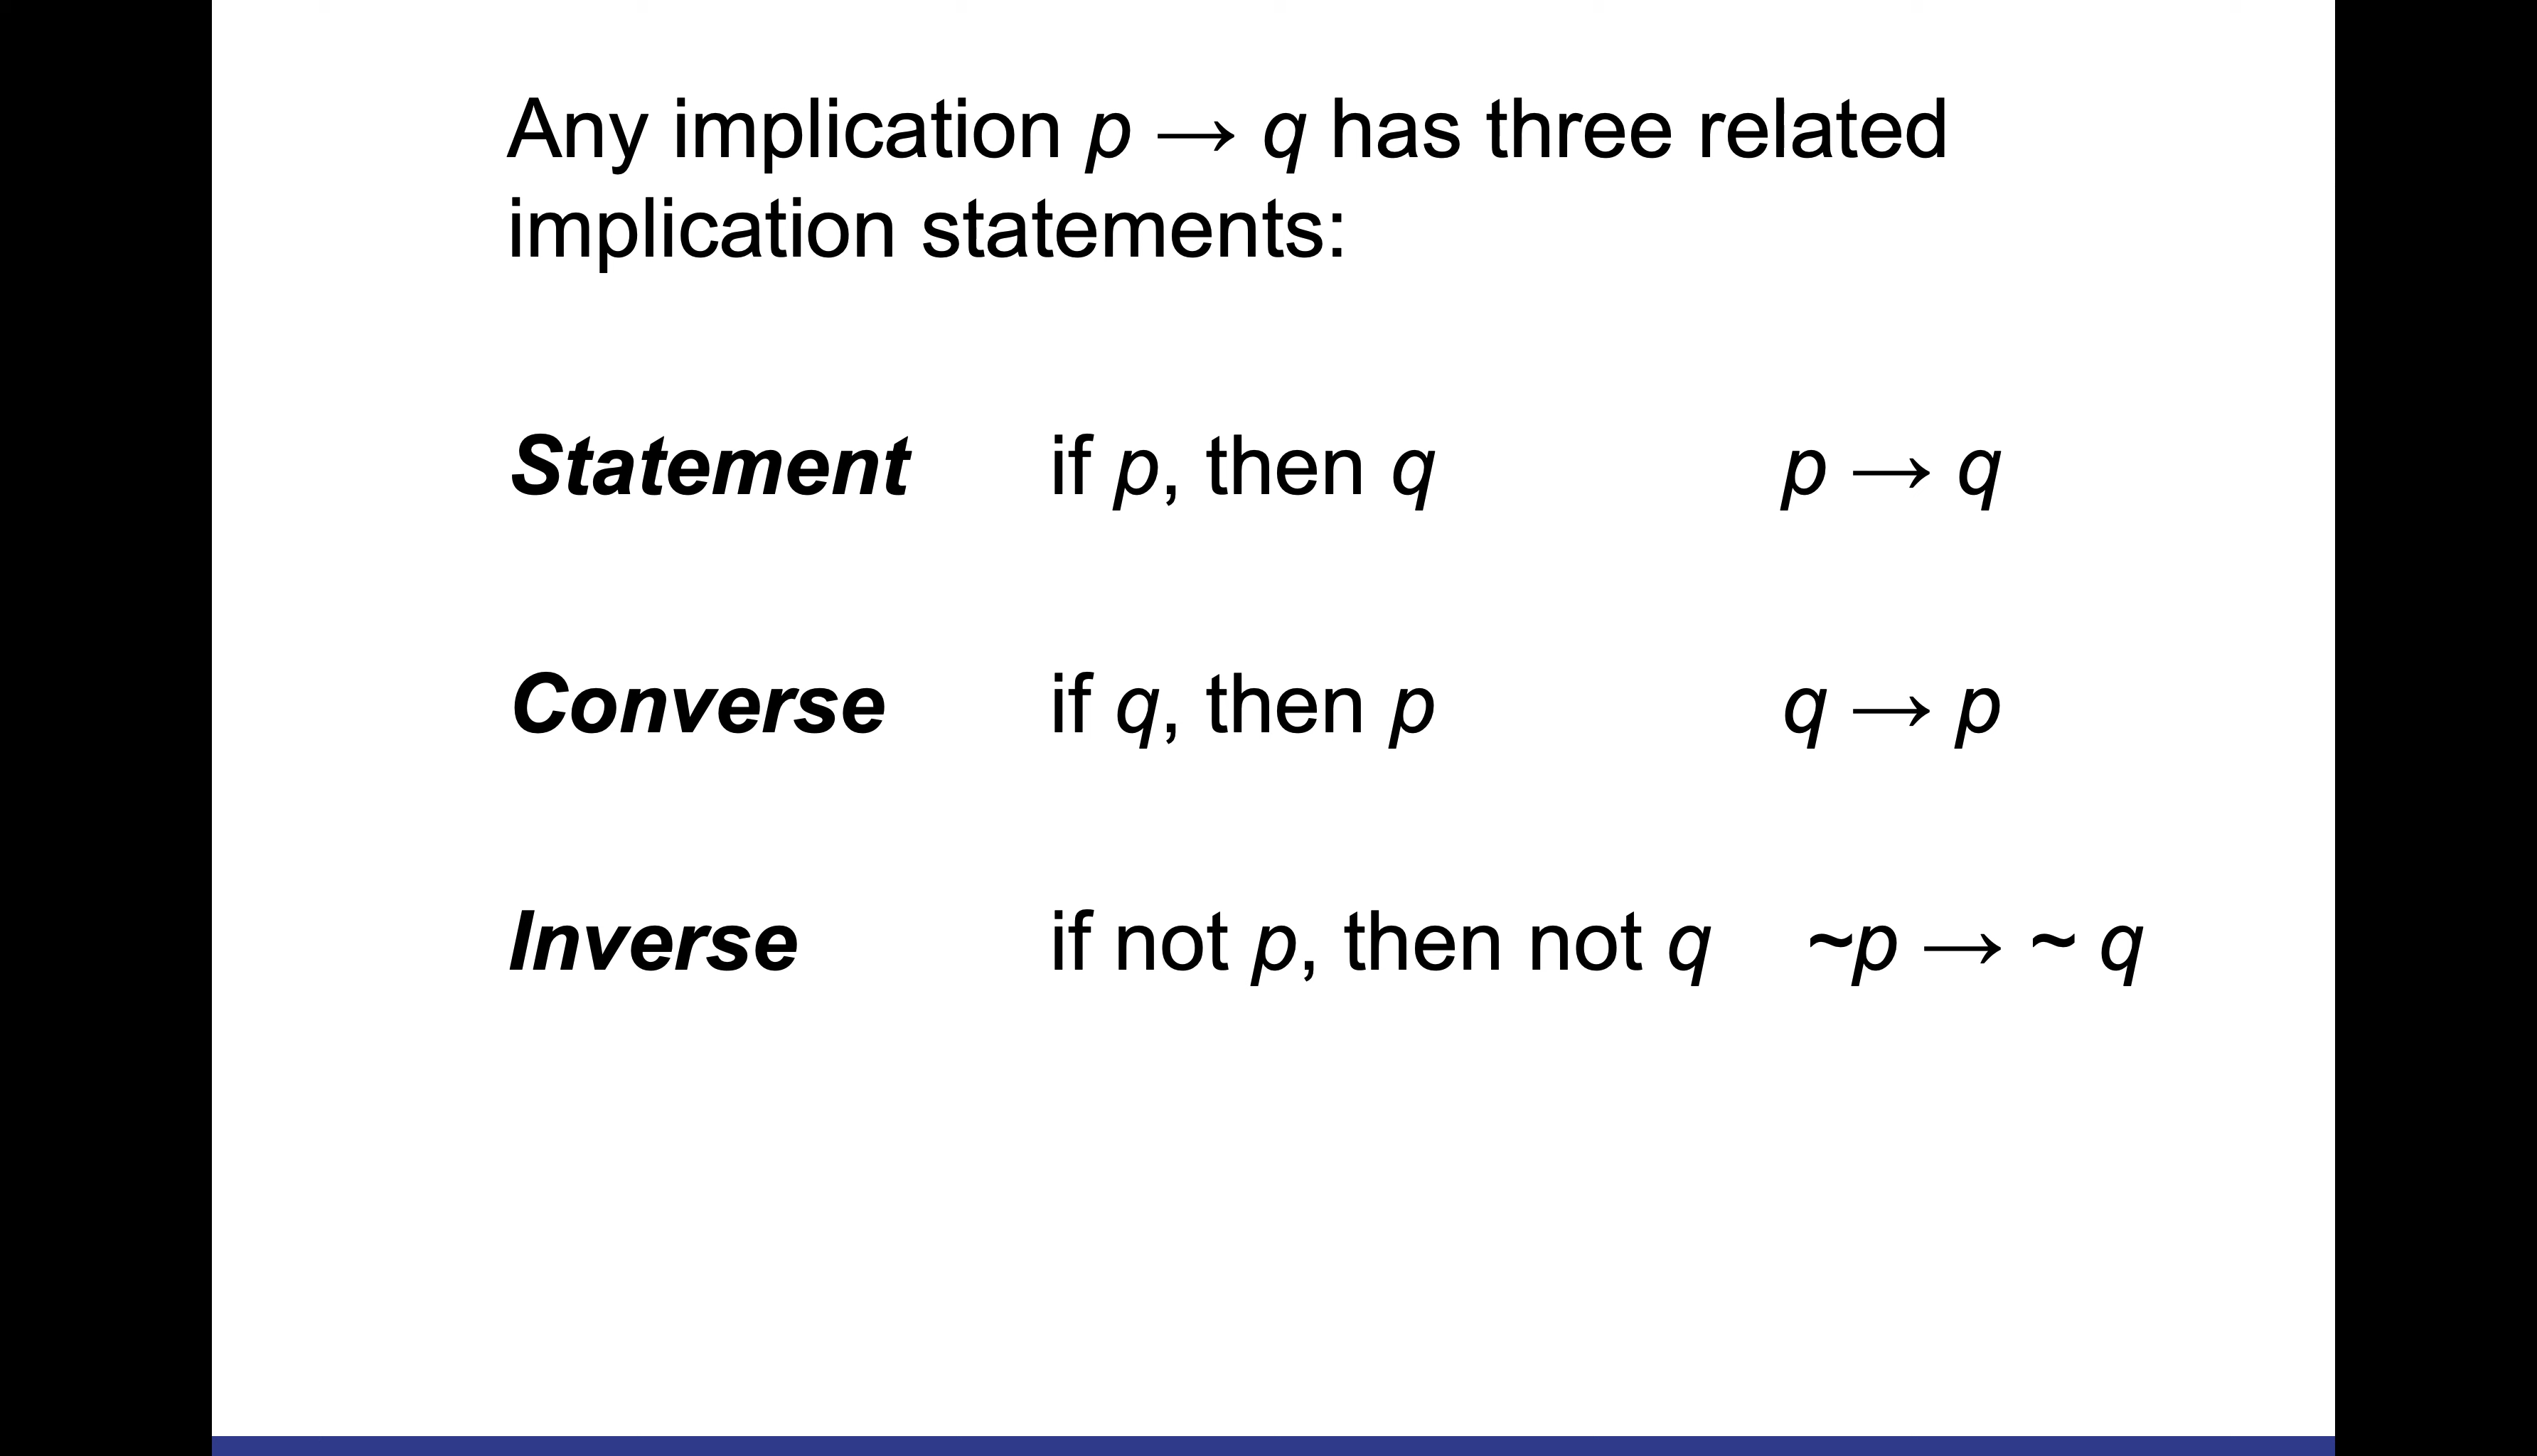 Any implication p → q has three related
implication statements:
Statement if p, then q p → q
Converse if q, then p q → p
Inverse if not p, then not q ~p → ~ q